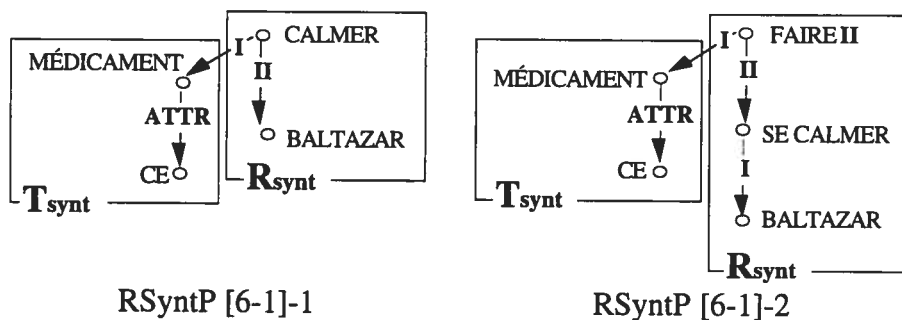 I CALMER
MÉDICAMENT
II
ATTR
BALTAZAR
CE
Tsynt
Rsynt
RSyntP [6-1]-1
I FAIRE II
MÉDICAMENT
II
ATTR
SE CALMER
CE
I
Tsynt
BALTAZAR
Rsynt
RSyntP [6-1]-2